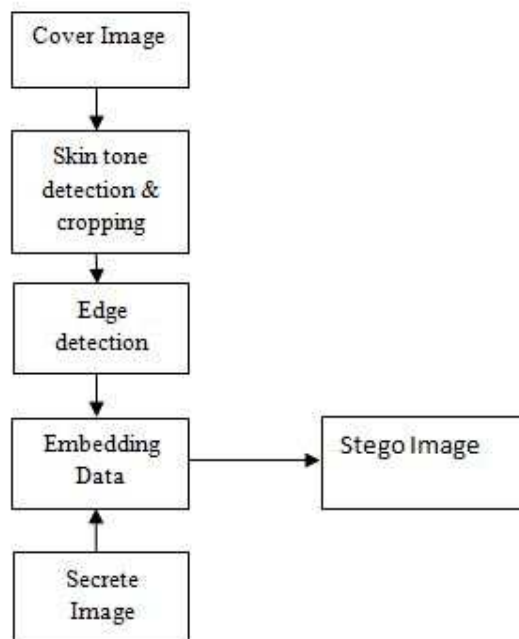 Cover Image
Skin tone
detection &
cropping
Edge
detection
Embedding
Data
Stego Image
Secrete
Image